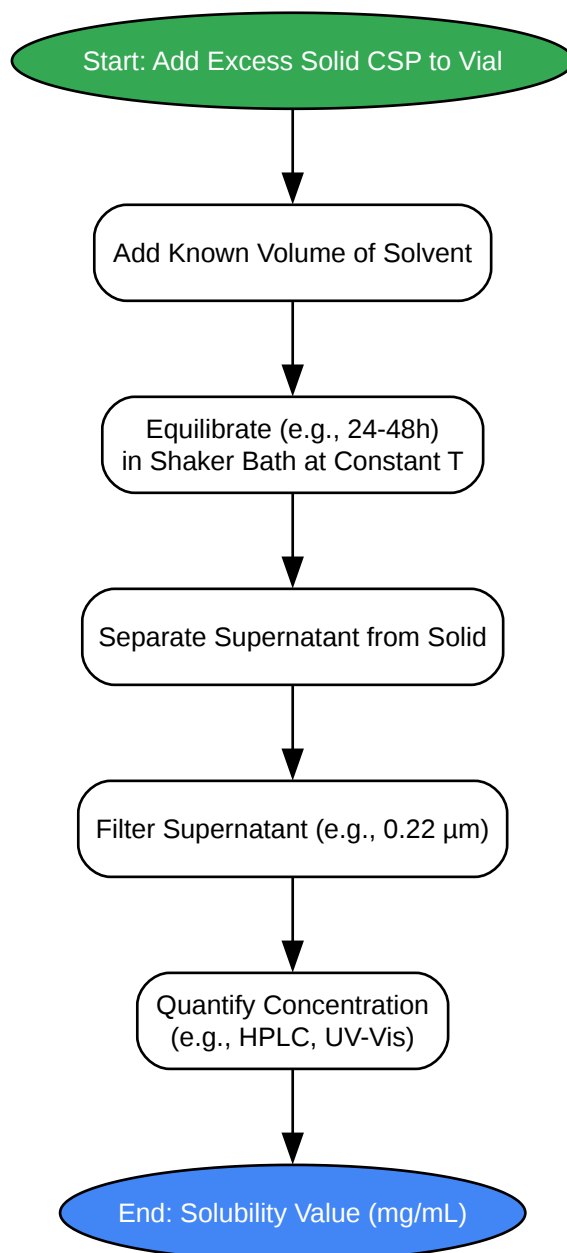 Start: Add Excess Solid CSP to Vial
Add Known Volume of Solvent
Equilibrate (e.g., 24-48h)
in Shaker Bath at Constant T
Separate Supernatant from Solid
Filter Supernatant (e.g., 0.22 µm)
Quantify Concentration
(e.g., HPLC, UV-Vis)
End: Solubility Value (mg/mL)